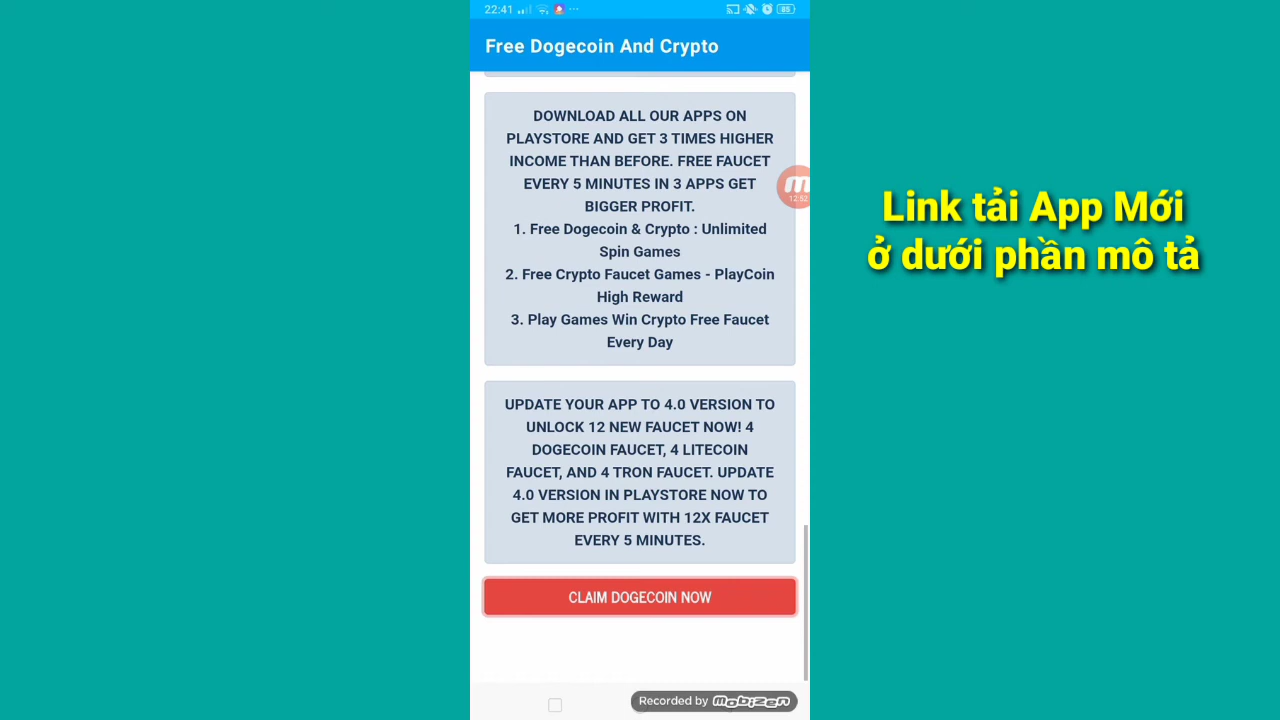 22:41
85
Free Dogecoin And Crypto
DOWNLOAD ALL OUR APPS ON
PLAYSTORE AND GET 3 TIMES HIGHER
INCOME THAN BEFORE. FREE FAUCET
EVERY 5 MINUTES IN 3 APPS GET
BIGGER PROFIT.
1. Free Dogecoin & Crypto : Unlimited
Spin Games
2. Free Crypto Faucet Games - PlayCoin
High Reward
3. Play Games Win Crypto Free Faucet
Every Day
12:52
Link tải App Mới
ở dưới phần mô tả
UPDATE YOUR APP TO 4.0 VERSION TO
UNLOCK 12 NEW FAUCET NOW! 4
DOGECOIN FAUCET, 4 LITECOIN
FAUCET, AND 4 TRON FAUCET. UPDATE
4.0 VERSION IN PLAYSTORE NOW TO
GET MORE PROFIT WITH 12X FAUCET
EVERY 5 MINUTES.
CLAIM DOGECOIN NOW
Recorded by mobizen